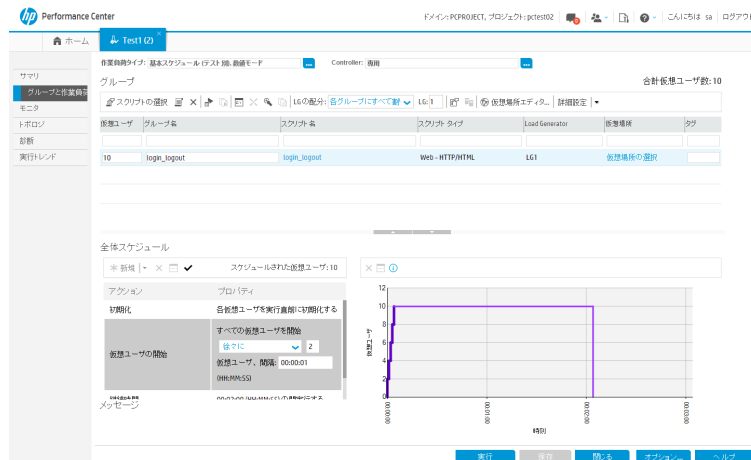 hp Performance Center
ドメイン: PCPROJECT, プロジェクト: pctest02
こんにちは sa
ログアウト
ホーム
Test1 (2)
作業負荷タイプ: 基本スケジュール (テスト別), 数値モード ...
Controller: 専用 ...
サマリ
グループと作業負荷
モニタ
トポロジ
診断
実行トレンド
グループ
合計仮想ユーザ数: 10
スクリプトの選択
LGの配分: 各グループにすべて割
LG: 1
仮想場所エディタ...
詳細設定
仮想ユーザ グループ名 スクリプト名 スクリプト タイプ Load Generator 仮想場所 タグ
10 login_logout login_logout Web - HTTP/HTML LG1 仮想場所の選択
全体スケジュール
新規
スケジュールされた仮想ユーザ: 10
アクション プロパティ
初期化 各仮想ユーザを実行直前に初期化する
仮想ユーザの開始
すべての仮想ユーザを開始
徐々に 2
仮想ユーザ、間隔: 00:00:01
(HH:MM:SS)
メッセージ
仮想ユーザ
12
10
8
6
4
2
0
00:00:00
00:01:00
00:02:00
00:03:00
時刻
実行
保存
閉じる
オプション...
ヘルプ